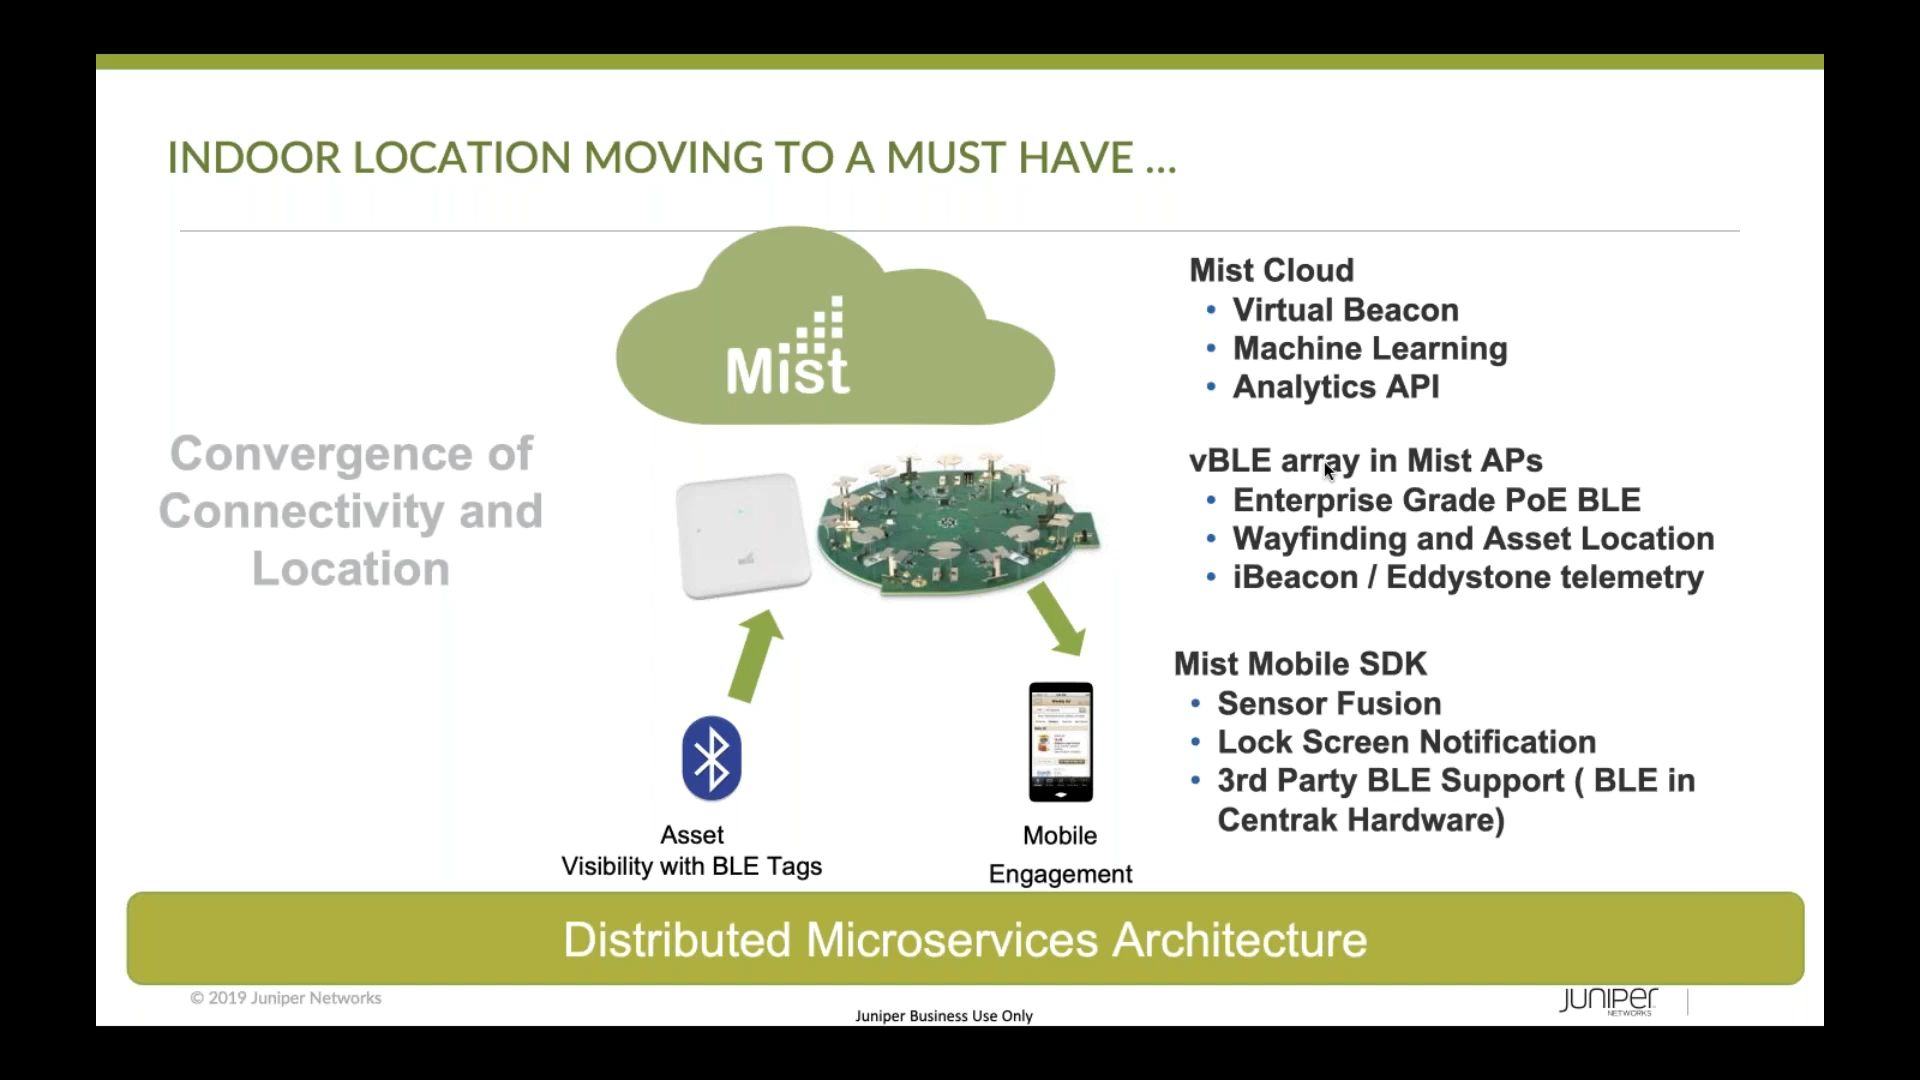 INDOOR LOCATION MOVING TO A MUST HAVE ...
Mist
Convergence of
Connectivity and
Location
Mist Cloud
• Virtual Beacon
• Machine Learning
• Analytics API
vBLE array in Mist APs
• Enterprise Grade PoE BLE
• Wayfinding and Asset Location
• iBeacon / Eddystone telemetry
Mist Mobile SDK
• Sensor Fusion
• Lock Screen Notification
• 3rd Party BLE Support ( BLE in
Centrak Hardware)
Asset
Visibility with BLE Tags
Mobile
Engagement
Distributed Microservices Architecture
© 2019 Juniper Networks
Juniper Business Use Only
JUNIPER
NETWORKS